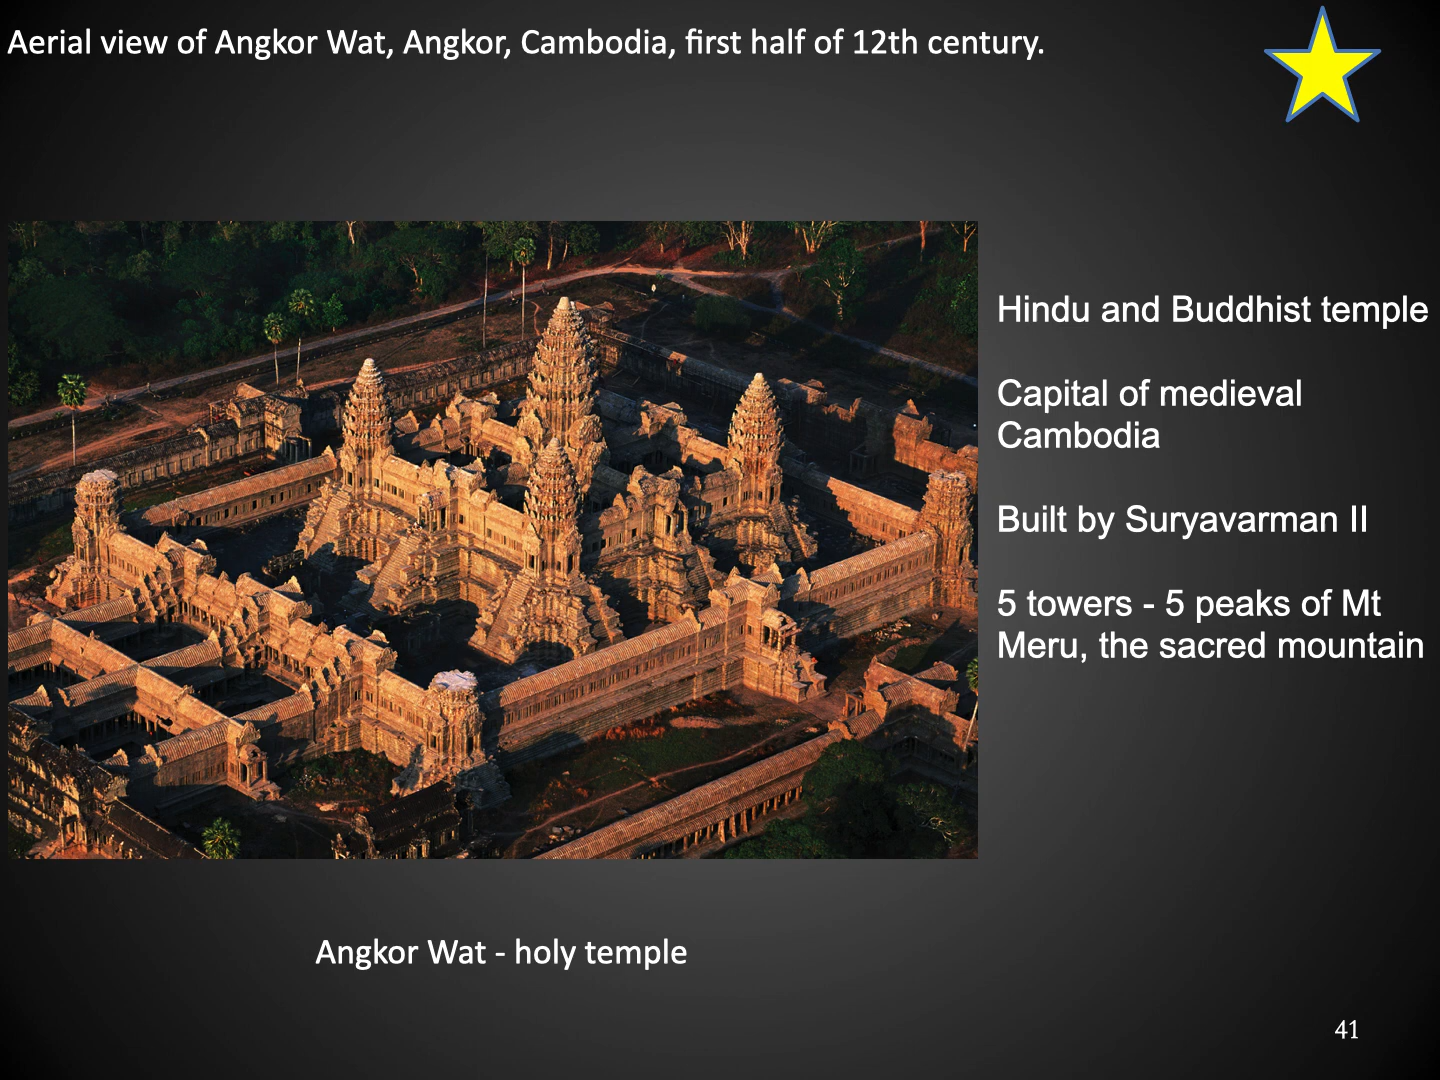 Aerial view of Angkor Wat, Angkor, Cambodia, first half of 12th century.
Hindu and Buddhist temple
Capital of medieval
Cambodia
Built by Suryavarman II
5 towers - 5 peaks of Mt
Meru, the sacred mountain
Angkor Wat - holy temple
41